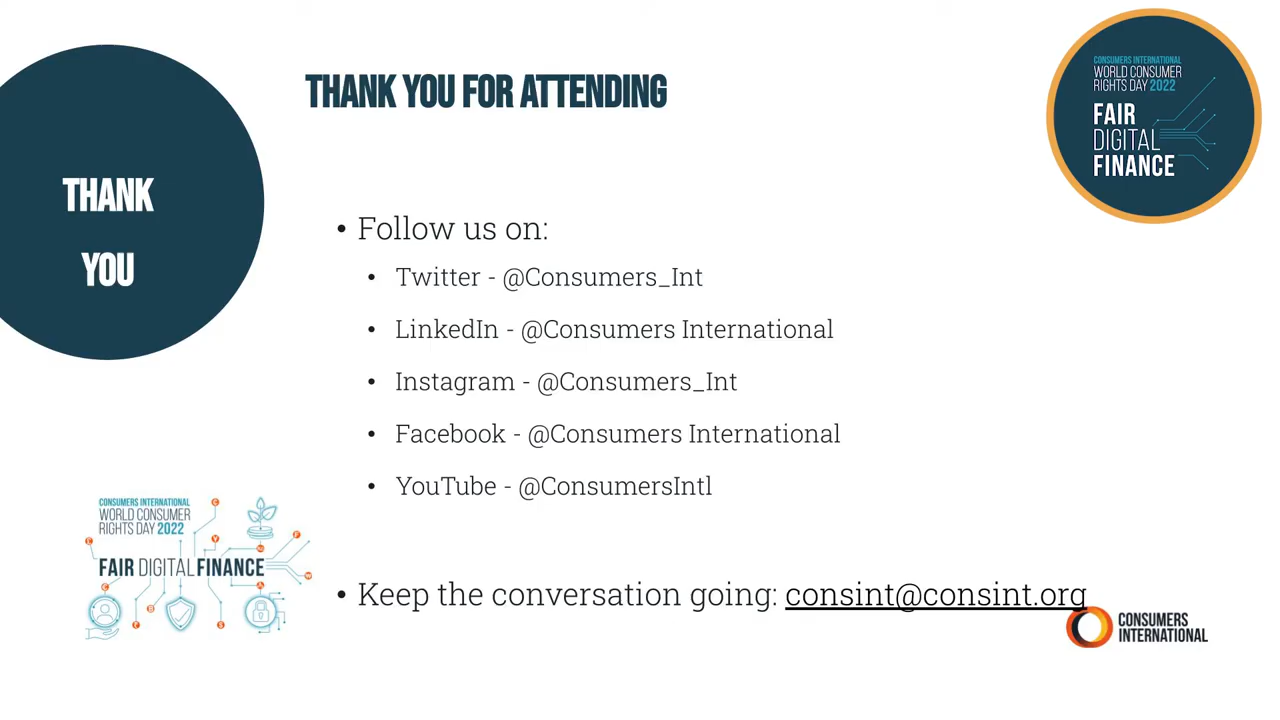 THANK YOU FOR ATTENDING
CONSUMERS INTERNATIONAL
WORLD CONSUMER
RIGHTS DAY 2022
FAIR
DIGITAL
FINANCE
THANK
YOU
• Follow us on:
• Twitter - @Consumers_Int
• LinkedIn - @Consumers International
• Instagram - @Consumers_Int
• Facebook - @Consumers International
• YouTube - @ConsumersIntl
CONSUMERS INTERNATIONAL
WORLD CONSUMER
RIGHTS DAY 2022
FAIR DIGITAL FINANCE
• Keep the conversation going: consint@consint.org
CONSUMERS
INTERNATIONAL